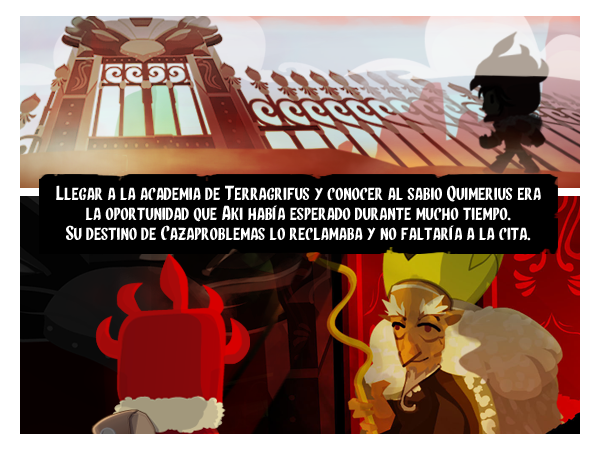 Llegar a la academia de Terragrifus y conocer al sabio Quimerius era
la oportunidad que Aki había esperado durante mucho tiempo.
Su destino de Cazaproblemas lo reclamaba y no faltaría a la cita.